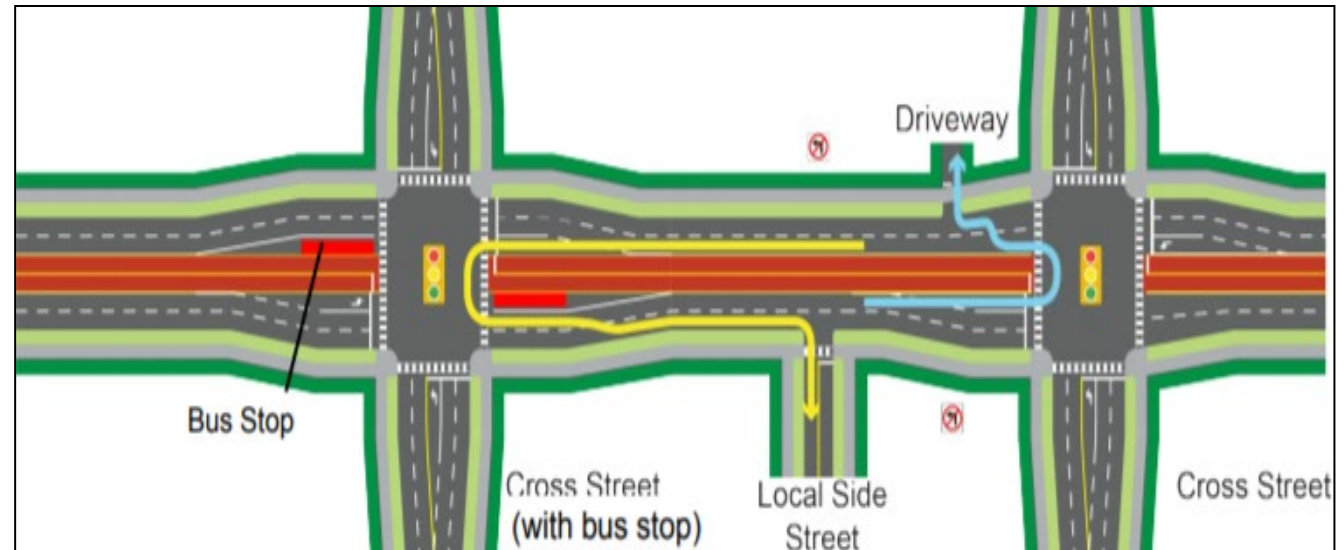 Driveway
Bus Stop
Cross Street
(with bus stop)
Local Side
Street
Cross Street